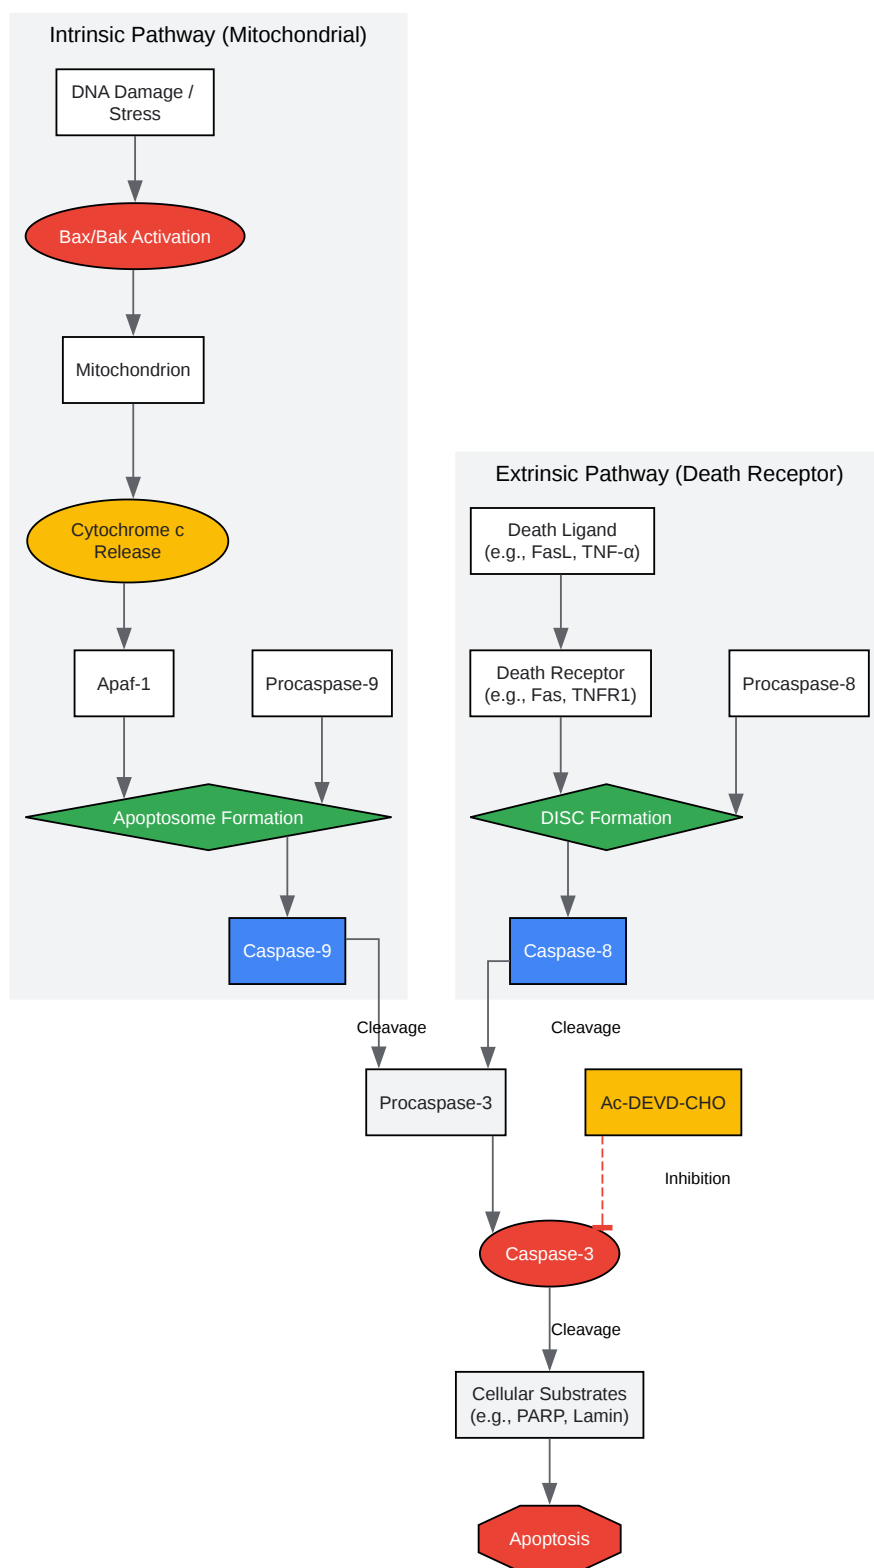 Intrinsic Pathway (Mitochondrial)
DNA Damage /
Stress
Bax/Bak Activation
Mitochondrion
Cytochrome c
Release
Apaf-1
Procaspase-9
Apoptosome Formation
Caspase-9
Extrinsic Pathway (Death Receptor)
Death Ligand
(e.g., FasL, TNF-α)
Death Receptor
(e.g., Fas, TNFR1)
Procaspase-8
DISC Formation
Caspase-8
Cleavage
Cleavage
Procaspase-3
Ac-DEVD-CHO
Inhibition
Caspase-3
Cleavage
Cellular Substrates
(e.g., PARP, Lamin)
Apoptosis